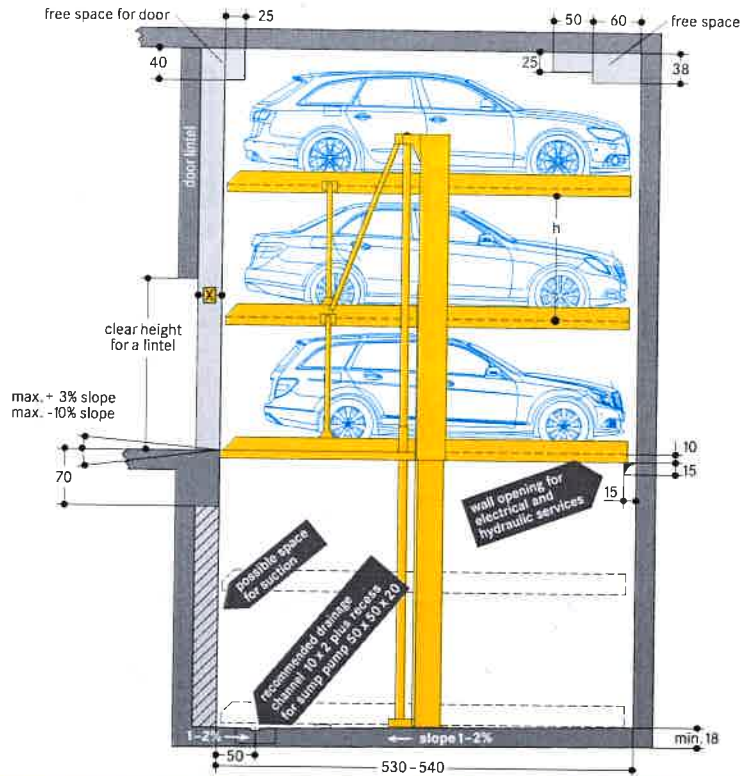 free space for door
25
50
60
free space
40
25
38
door lintel
h
X
clear height
for a lintel
max. + 3% slope
max. -10% slope
70
10
15
15
wall opening for
electrical and
hydraulic services
possible space
for suction
recommended drainage
channel 10 x 2 plus recess
for sump pump 50 x 50 x 20
1-2%
slope 1-2%
min. 18
50
530-540